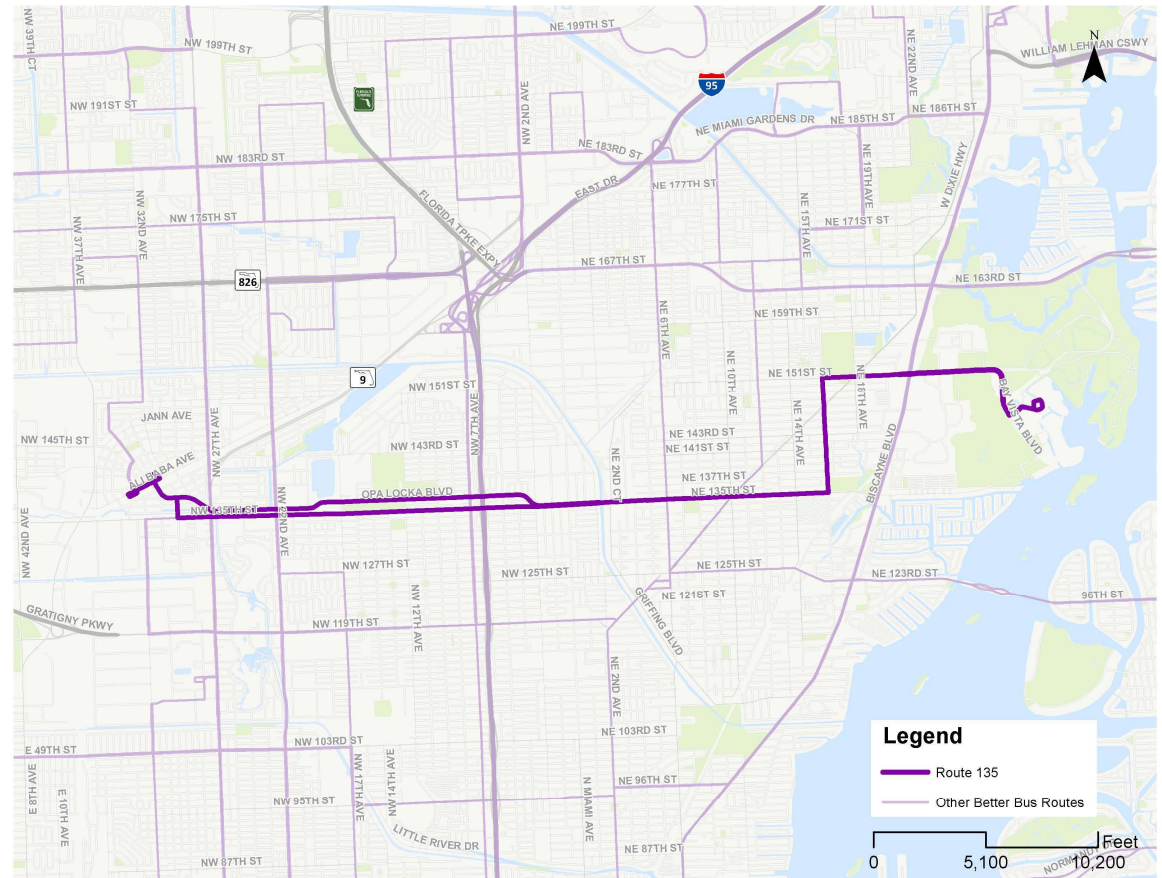 NW 39TH CT
NW 199TH ST
NE 199TH ST
NE 22ND AVE
WILLIAM LEHMAN CSWY
N
95
NW 191ST ST
NW 2ND AVE
NE MIAMI GARDENS DR
NE 185TH ST
NE 186TH ST
NW 183RD ST
NE 183RD ST
EAST DR
NE 177TH ST
NE 19TH AVE
W DIXIE HWY
NW 37TH AVE
NW 32ND AVE
NW 175TH ST
FLORIDA TPKE EXPY
NE 15TH AVE
NE 171ST ST
826
NE 167TH ST
NE 163RD ST
NE 6TH AVE
NE 159TH ST
9
NW 151ST ST
NE 10TH AVE
NE 151ST ST
NE 18TH AVE
BAY VISTA BLVD
JANN AVE
NW 145TH ST
NW 27TH AVE
NW 143RD ST
NW 7TH AVE
NE 143RD ST
NE 141ST ST
NE 14TH AVE
ALI BABA AVE
NE 2ND CT
NE 137TH ST
BISCAYNE BLVD
OPA LOCKA BLVD
NE 135TH ST
NW 135TH ST
NW 42ND AVE
NW 22ND AVE
NW 127TH ST
NW 125TH ST
NE 125TH ST
NE 123RD ST
NW 12TH AVE
NE 121ST ST
96TH ST
GRATIGNY PKWY
NW 119TH ST
GRIFFING BLVD
NE 2ND AVE
NE 103RD ST
NW 103RD ST
E 49TH ST
E 8TH AVE
E 10TH AVE
NW 17TH AVE
NW 14TH AVE
N MIAMI AVE
NE 96TH ST
NW 95TH ST
LITTLE RIVER DR
NE 87TH ST
NW 87TH ST
Legend
Route 135
Other Better Bus Routes
Feet
0 5,100 10,200